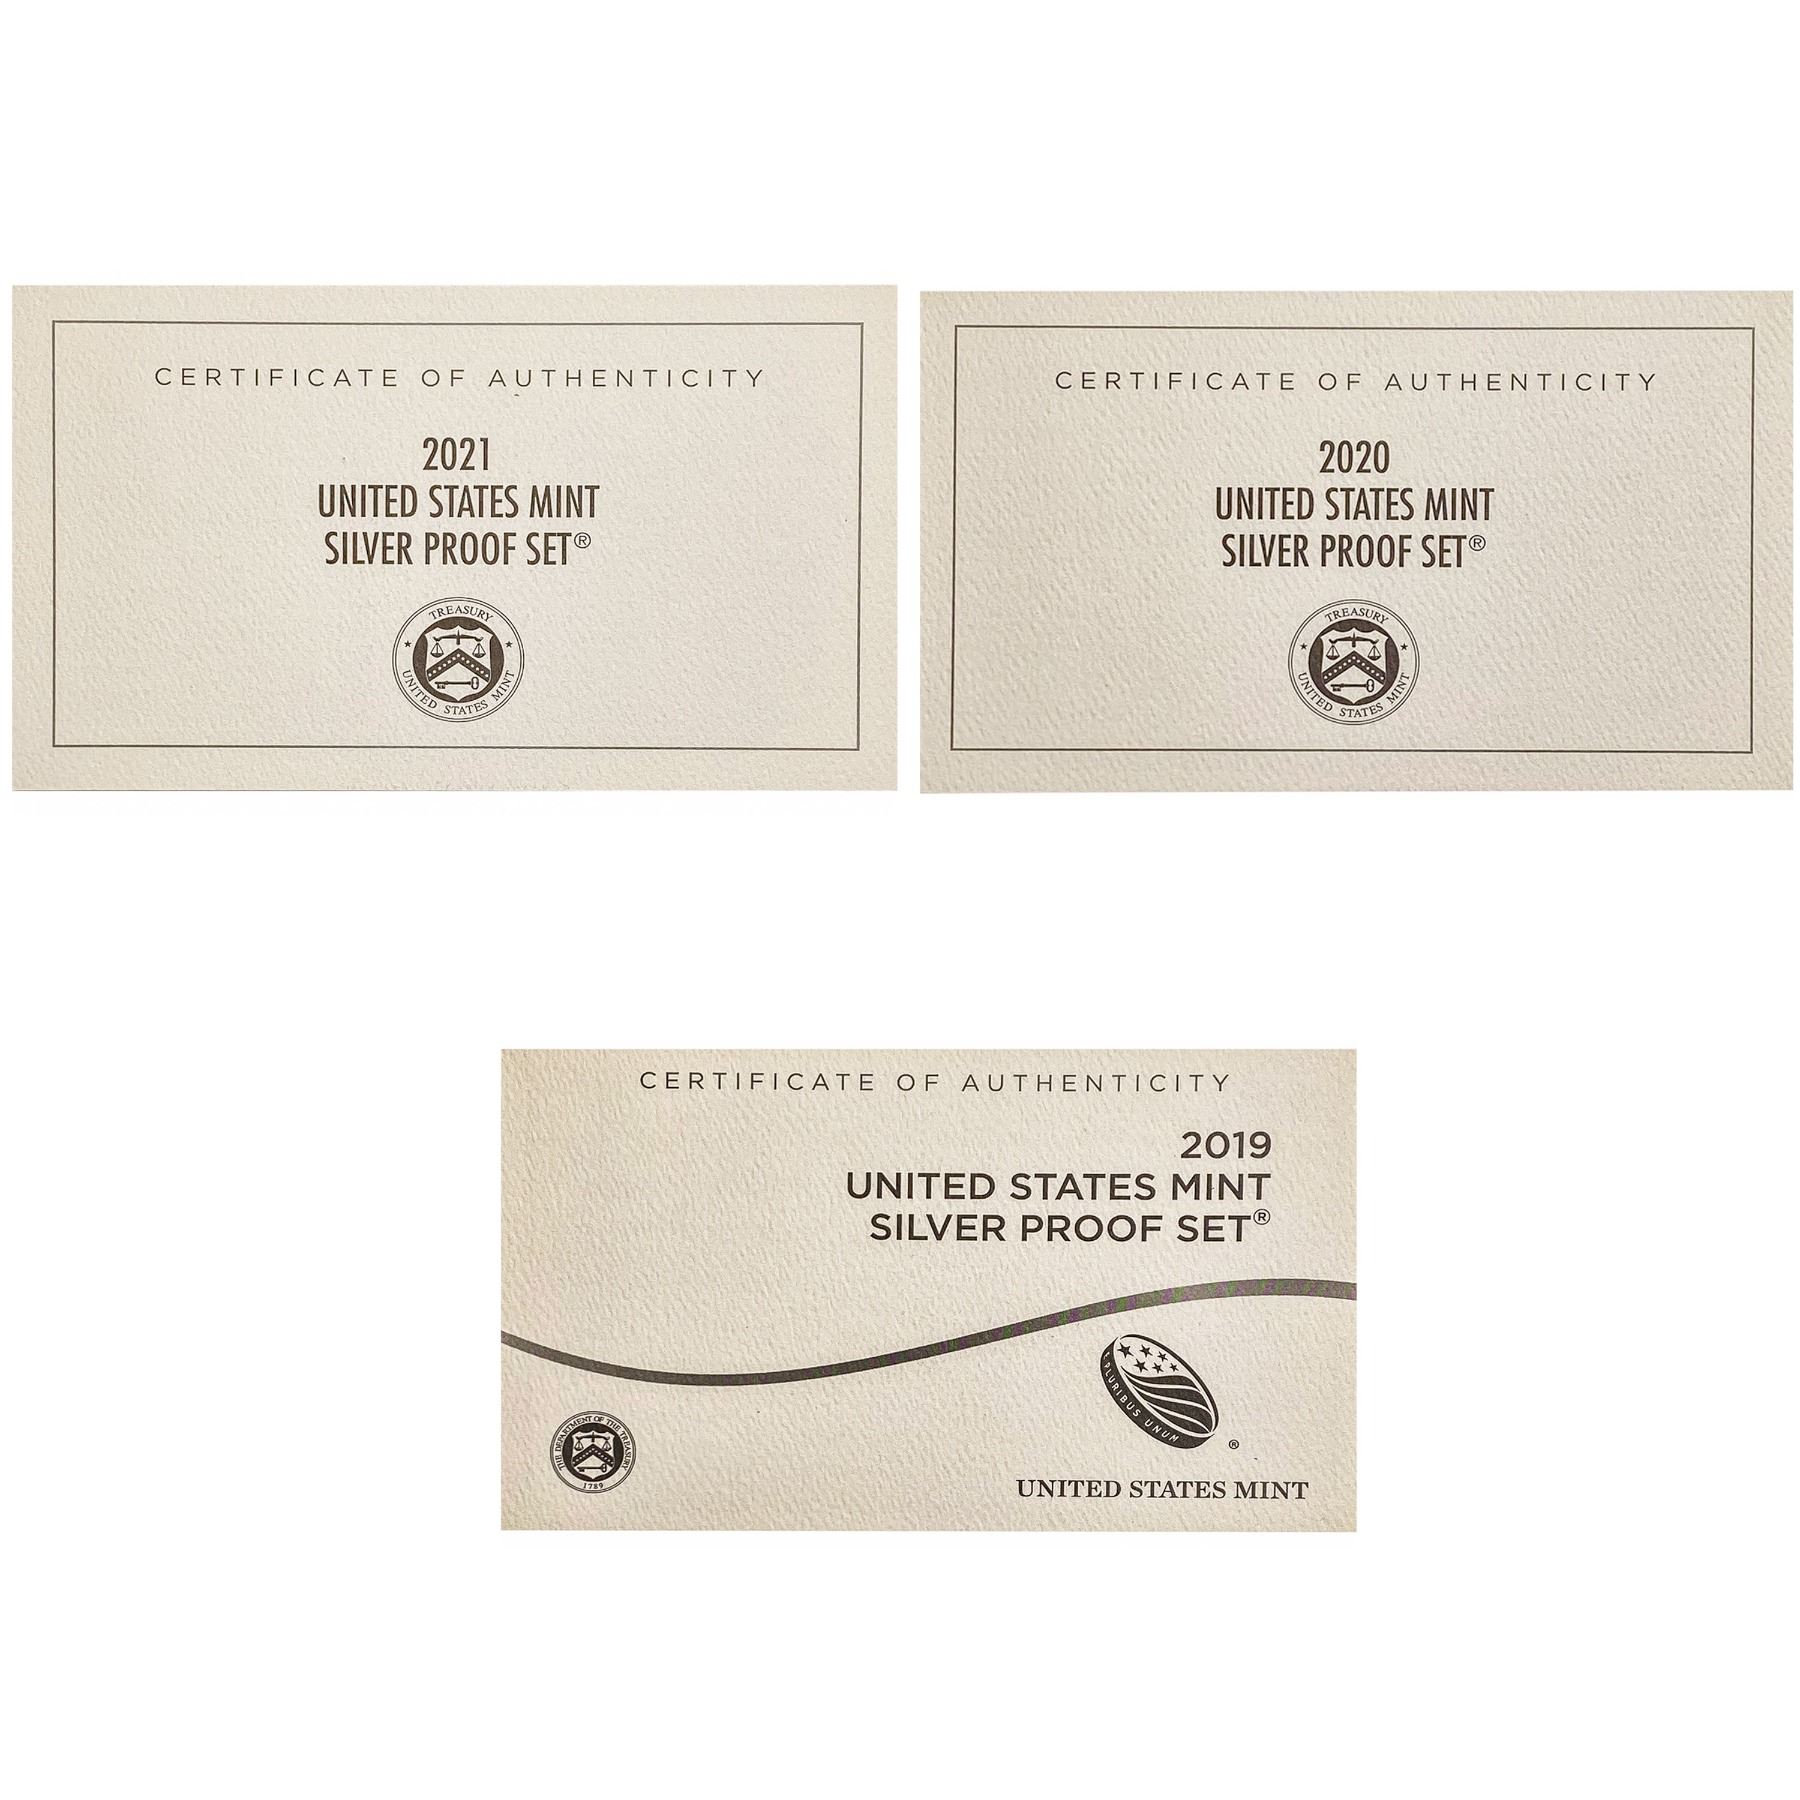 CERTIFICATE OF AUTHENTICITY
2021
UNITED STATES MINT
SILVER PROOF SET®
TREASURY
UNITED STATES MINT
CERTIFICATE OF AUTHENTICITY
2020
UNITED STATES MINT
SILVER PROOF SET®
TREASURY
UNITED STATES MINT
CERTIFICATE OF AUTHENTICITY
2019
UNITED STATES MINT
SILVER PROOF SET®
E PLURIBUS UNUM
®
THE DEPARTMENT OF THE TREASURY
1789
UNITED STATES MINT